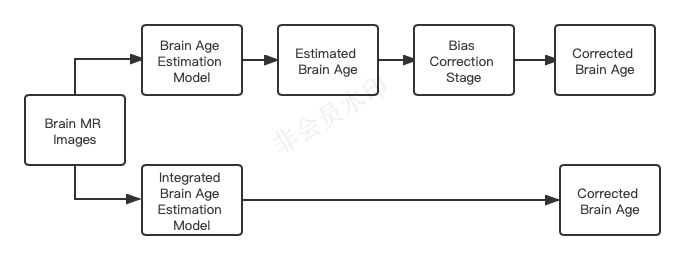 Brain Age
Estimation
Model
Estimated
Brain Age
Bias
Correction
Stage
Corrected
Brain Age
Brain MR
Images
非会员水印
Integrated
Brain Age
Estimation
Model
Corrected
Brain Age